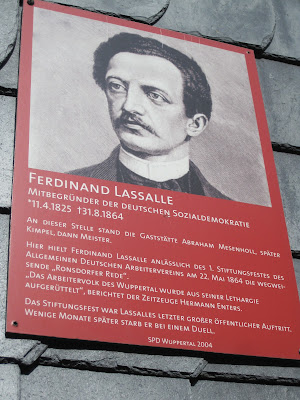 FERDINAND LASSALLE
MITBEGRÜNDER DER DEUTSCHEN SOZIALDEMOKRATIE
*11.4.1825 †31.8.1864
AN DIESER STELLE STAND DIE GASTSTÄTTE ABRAHAM MESENHOLL, SPÄTER
KIMPEL, DANN MEISTER.
HIER HIELT FERDINAND LASSALLE ANLÄSSLICH DES 1. STIFTUNGSFESTES DES
ALLGEMEINEN DEUTSCHEN ARBEITERVEREINS AM 22. MAI 1864 DIE WEGWEI-
SENDE „RONSDORFER REDE".
„DAS ARBEITERVOLK DES WUPPERTAL WURDE AUS SEINER LETHARGIE
AUFGERÜTTELT", BERICHTET DER ZEITZEUGE HERMANN ENTERS.
DAS STIFTUNGSFEST WAR LASSALLES LETZTER GROẞER ÖFFENTLICHER AUFTRITT.
WENIGE MONATE SPÄTER STARB ER BEI EINEM DUELL.
SPD WUPPERTAL 2004